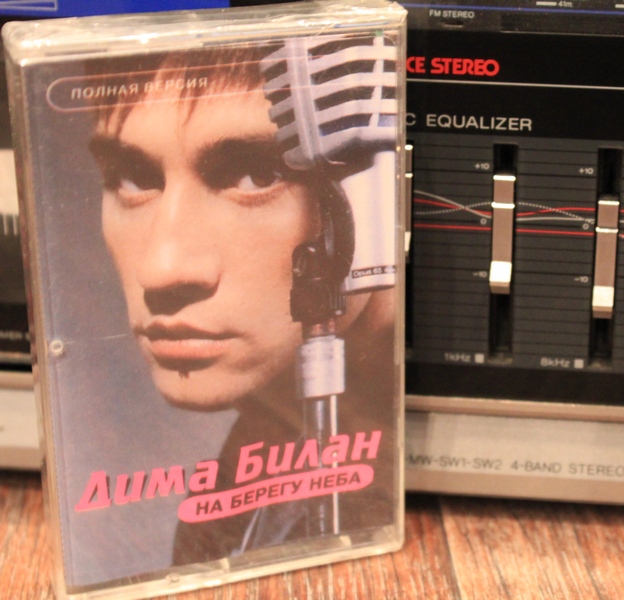 ПОЛНАЯ ВЕРСИЯ
Дима Билан
НА БЕРЕГУ НЕБА
FM STEREO
41m
CE STEREO
C EQUALIZER
+10
+10
0
0
-10
-10
1kHz
8kHz
MW-SW1-SW2 4-BAND STEREO